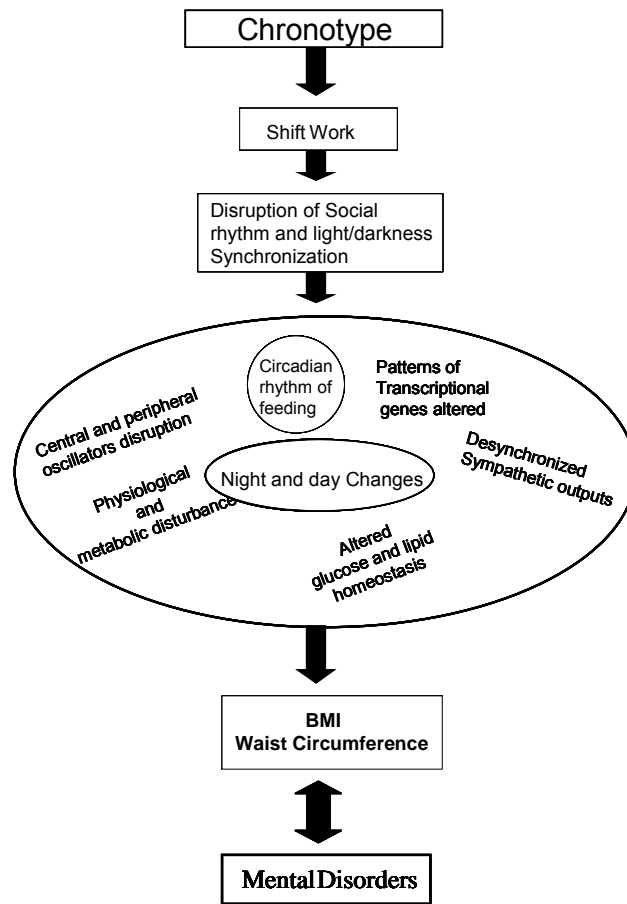 Chronotype
Shift Work
Disruption of Social
rhythm and light/darkness
Synchronization
Circadian
rhythm of
feeding
Patterns of
Transcriptional
genes altered
Central and peripheral
oscillators disruption
Desynchronized
Sympathetic outputs
Night and day Changes
Physiological
and
metabolic disturbance
Altered
glucose and lipid
homeostasis
BMI
Waist Circumference
Mental Disorders